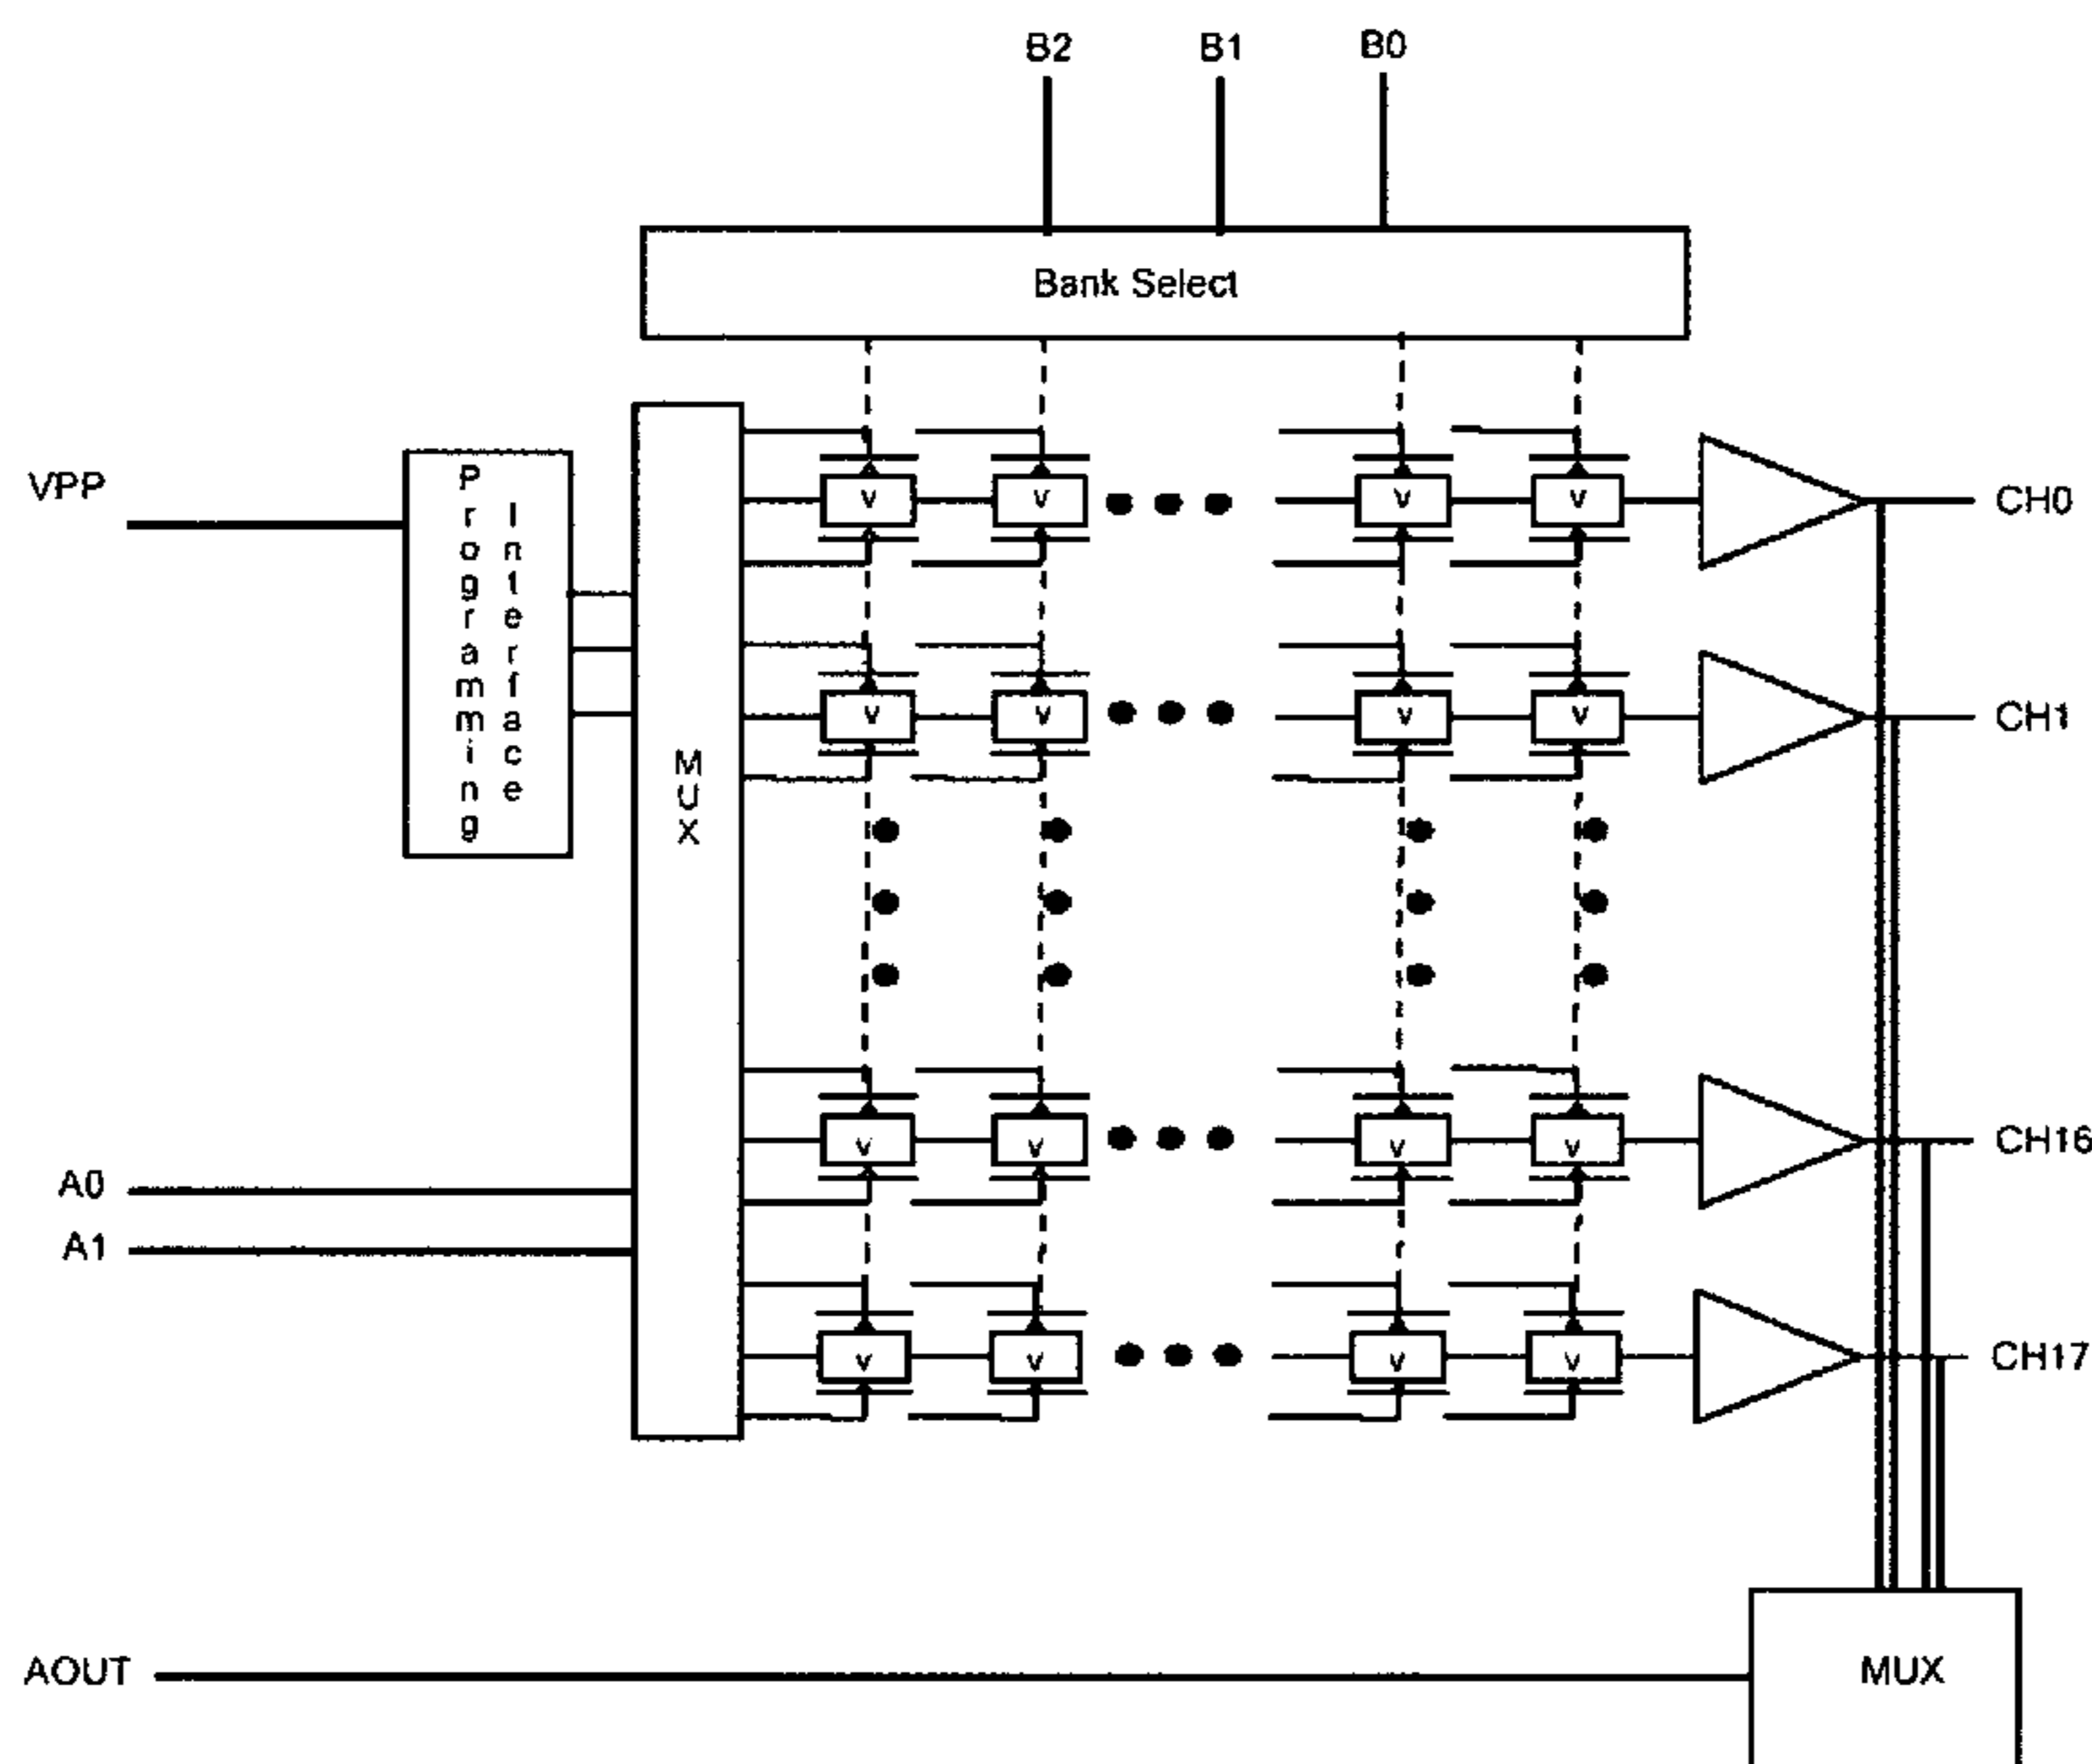 B2 B1 B0
Bank Select
VPP
Programming
Interface
MUX
v v v v
CH0
v v v v
CH1
v v v v
CH16
A0
A1
v v v v
CH17
AOUT
MUX